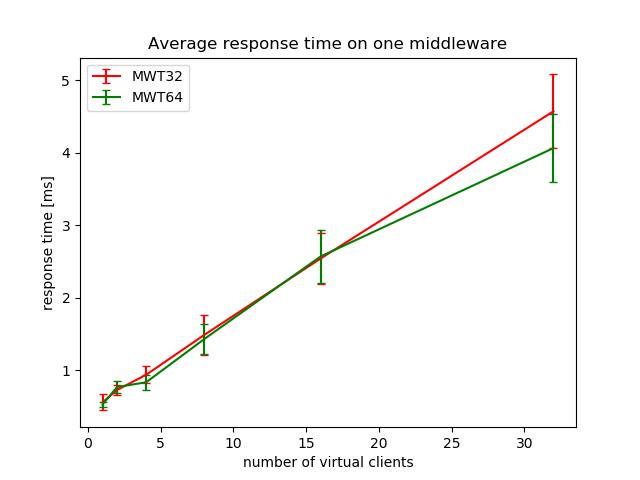 Average response time on one middleware
MWT32
MWT64
5
4
3
2
1
response time [ms]
0 5 10 15 20 25 30
number of virtual clients